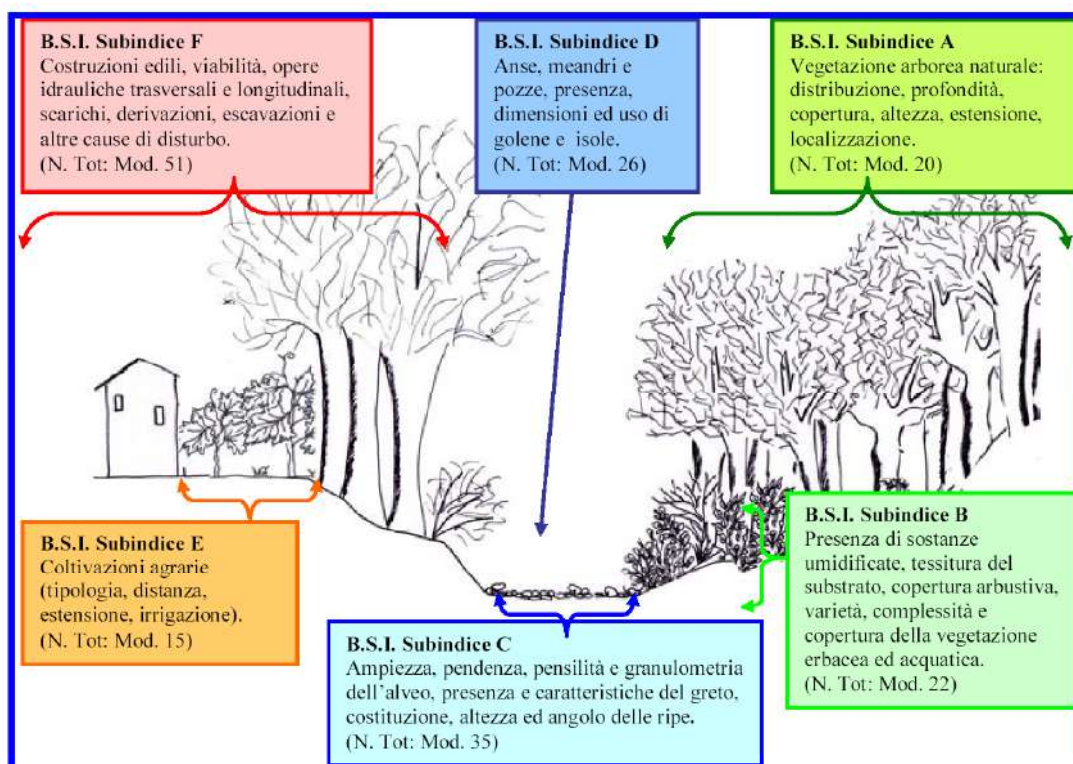 B.S.I. Subindice F
Costruzioni edili, viabilità, opere
idrauliche trasversali e longitudinali,
scarichi, derivazioni, escavazioni e
altre cause di disturbo.
(N. Tot: Mod. 51)
B.S.I. Subindice D
Anse, meandri e
pozze, presenza,
dimensioni ed uso di
golene e isole.
(N. Tot: Mod. 26)
B.S.I. Subindice A
Vegetazione arborea naturale:
distribuzione, profondità,
copertura, altezza, estensione,
localizzazione.
(N. Tot: Mod. 20)
B.S.I. Subindice E
Coltivazioni agrarie
(tipologia, distanza,
estensione, irrigazione).
(N. Tot: Mod. 15)
B.S.I. Subindice C
Ampiezza, pendenza, pensilità e granulometria
dell'alveo, presenza e caratteristiche del greto,
costituzione, altezza ed angolo delle ripe.
(N. Tot: Mod. 35)
B.S.I. Subindice B
Presenza di sostanze
umidificate, tessitura del
substrato, copertura arbustiva,
varietà, complessità e
copertura della vegetazione
erbacea ed acquatica.
(N. Tot: Mod. 22)